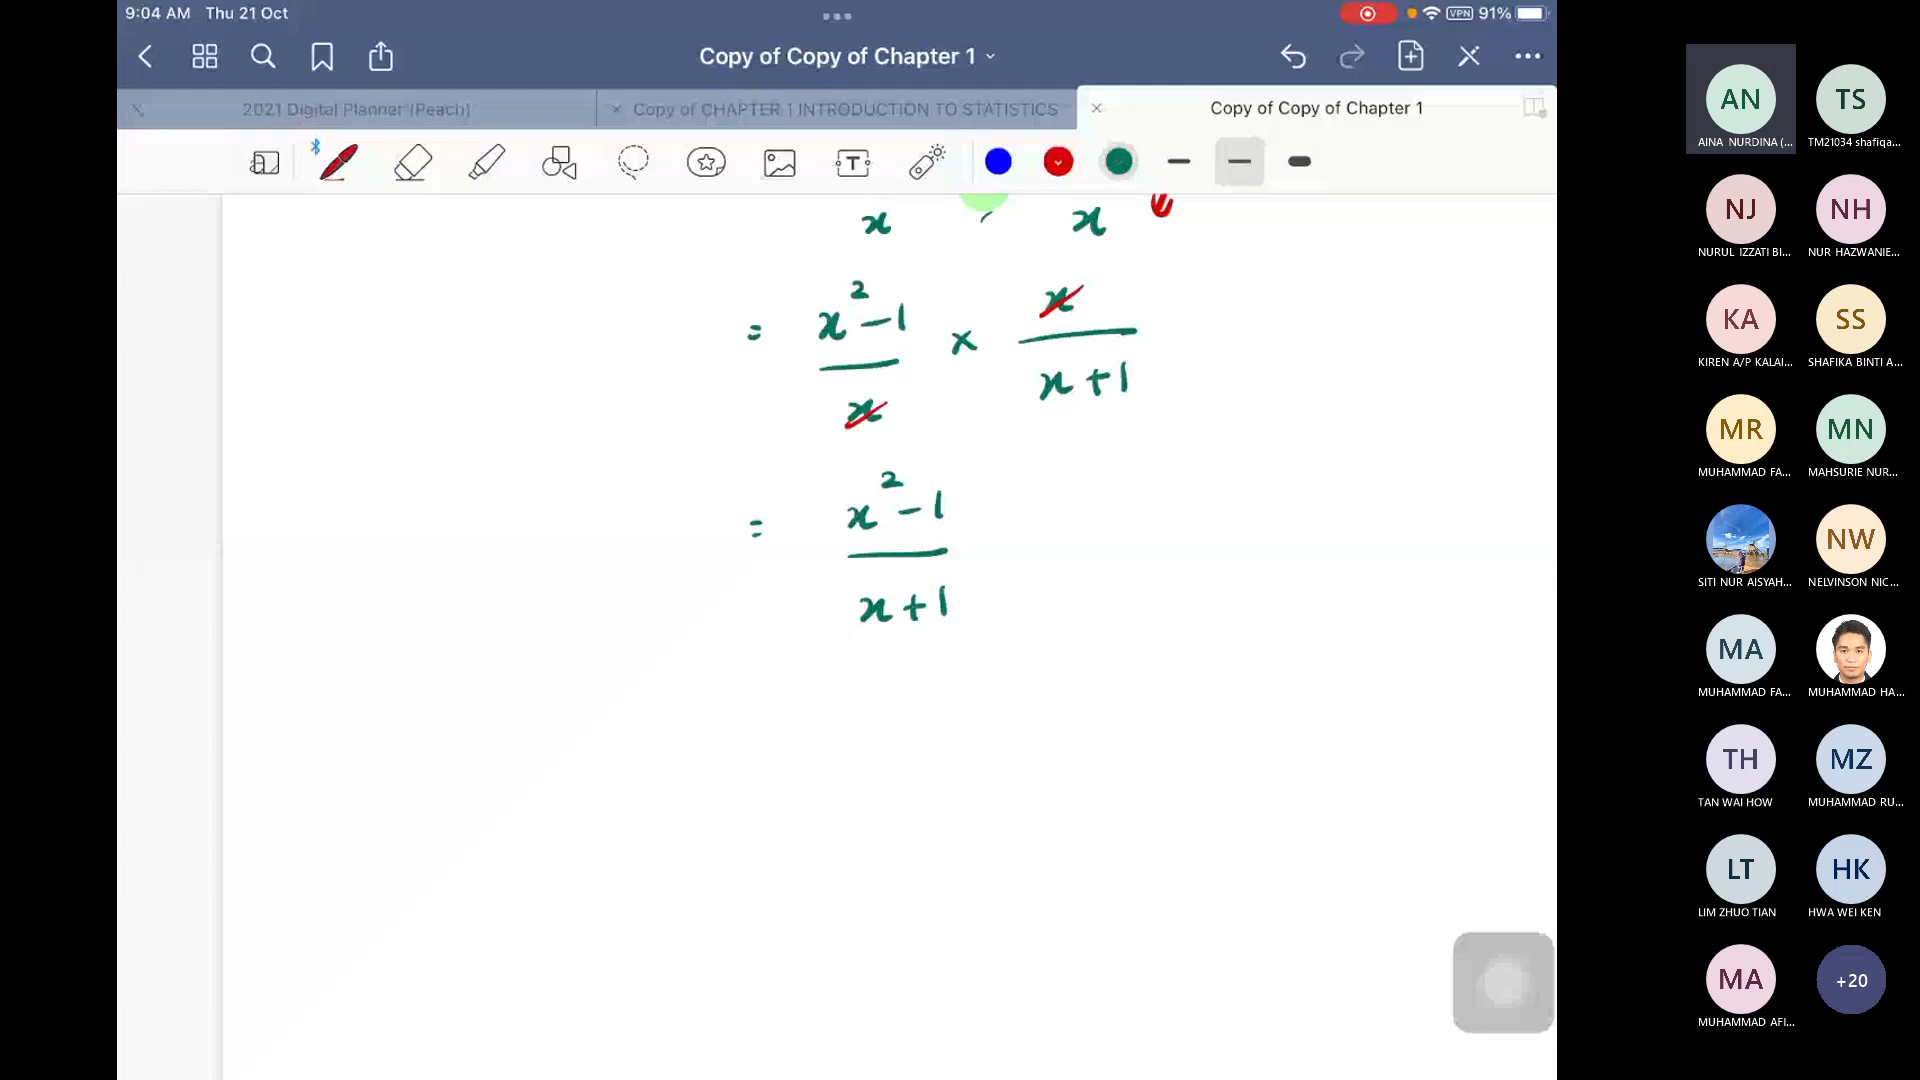 9:04 AM Thu 21 Oct
VPN 91%
Copy of Copy of Chapter 1
2021 Digital Planner (Peach)
Copy of CHAPTER 1 INTRODUCTION TO STATISTICS
Copy of Copy of Chapter 1
T
x x
= x² - 1 / x × x / x + 1
= x² - 1 / x + 1
AN TS
AINA NURDINA (... TM21034 shafiqa...
NJ NH
NURUL IZZATI BI... NUR HAZWANIE...
KA SS
KIREN A/P KALAI... SHAFIKA BINTI A...
MR MN
MUHAMMAD FA... MAHSURIE NUR...
NW
SITI NUR AISYAH... NELVINSON NIC...
MA
MUHAMMAD FA... MUHAMMAD HA...
TH MZ
TAN WAI HOW MUHAMMAD RU...
LT HK
LIM ZHUO TIAN HWA WEI KEN
MA +20
MUHAMMAD AFI...